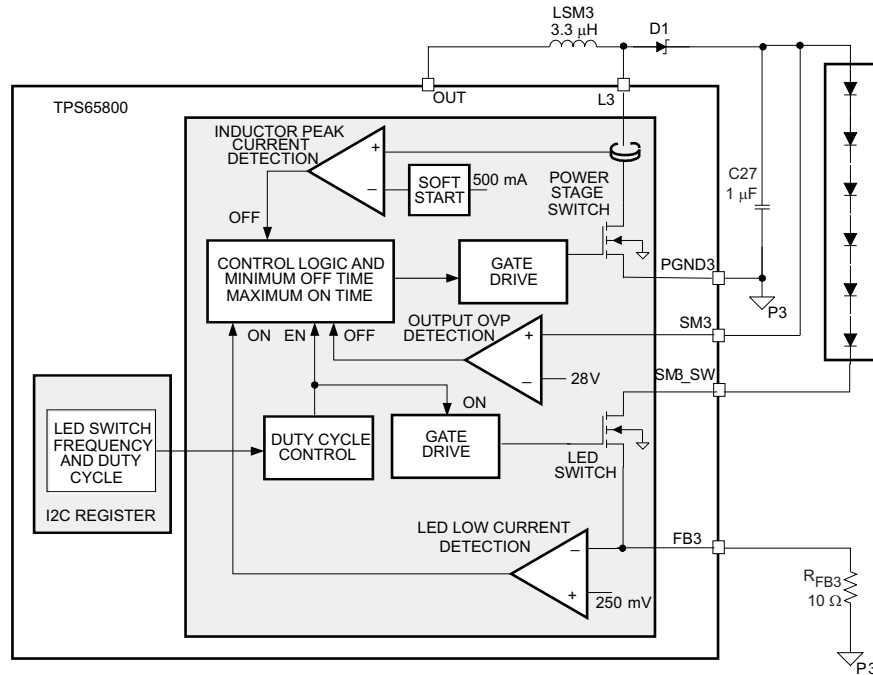 LSM3
3.3 µH
D1
OUT
L3
TPS65800
INDUCTOR PEAK
CURRENT
DETECTION
+
–
SOFT
START
500 mA
POWER
STAGE
SWITCH
C27
1 µF
OFF
CONTROL LOGIC AND
MINIMUM OFF TIME
MAXIMUM ON TIME
GATE
DRIVE
PGND3
P3
ON
EN
OFF
OUTPUT OVP
DETECTION
+
–
28V
SM3
SM3_SW
ON
LED SWITCH
FREQUENCY
AND DUTY
CYCLE
I2C REGISTER
DUTY CYCLE
CONTROL
GATE
DRIVE
LED
SWITCH
LED LOW CURRENT
DETECTION
–
+
250 mV
FB3
RFB3
10 Ω
P3